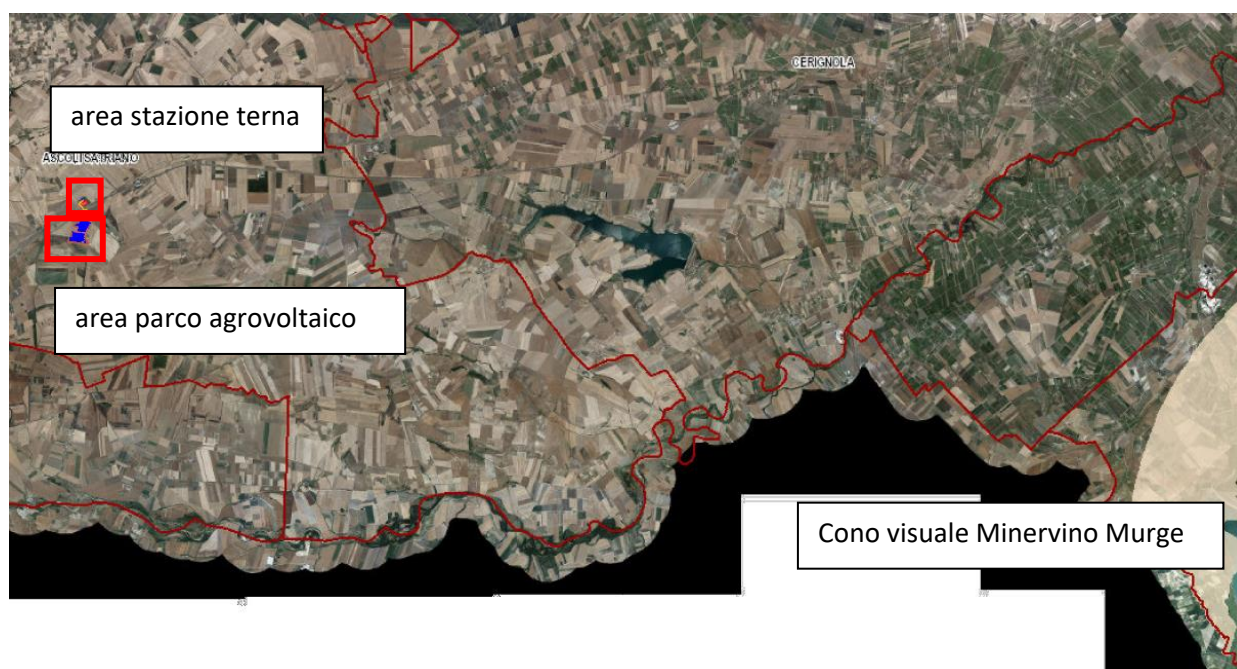 CERIGNOLA
area stazione terna
ASCOLI SATRIANO
area parco agrovoltaico
Cono visuale Minervino Murge